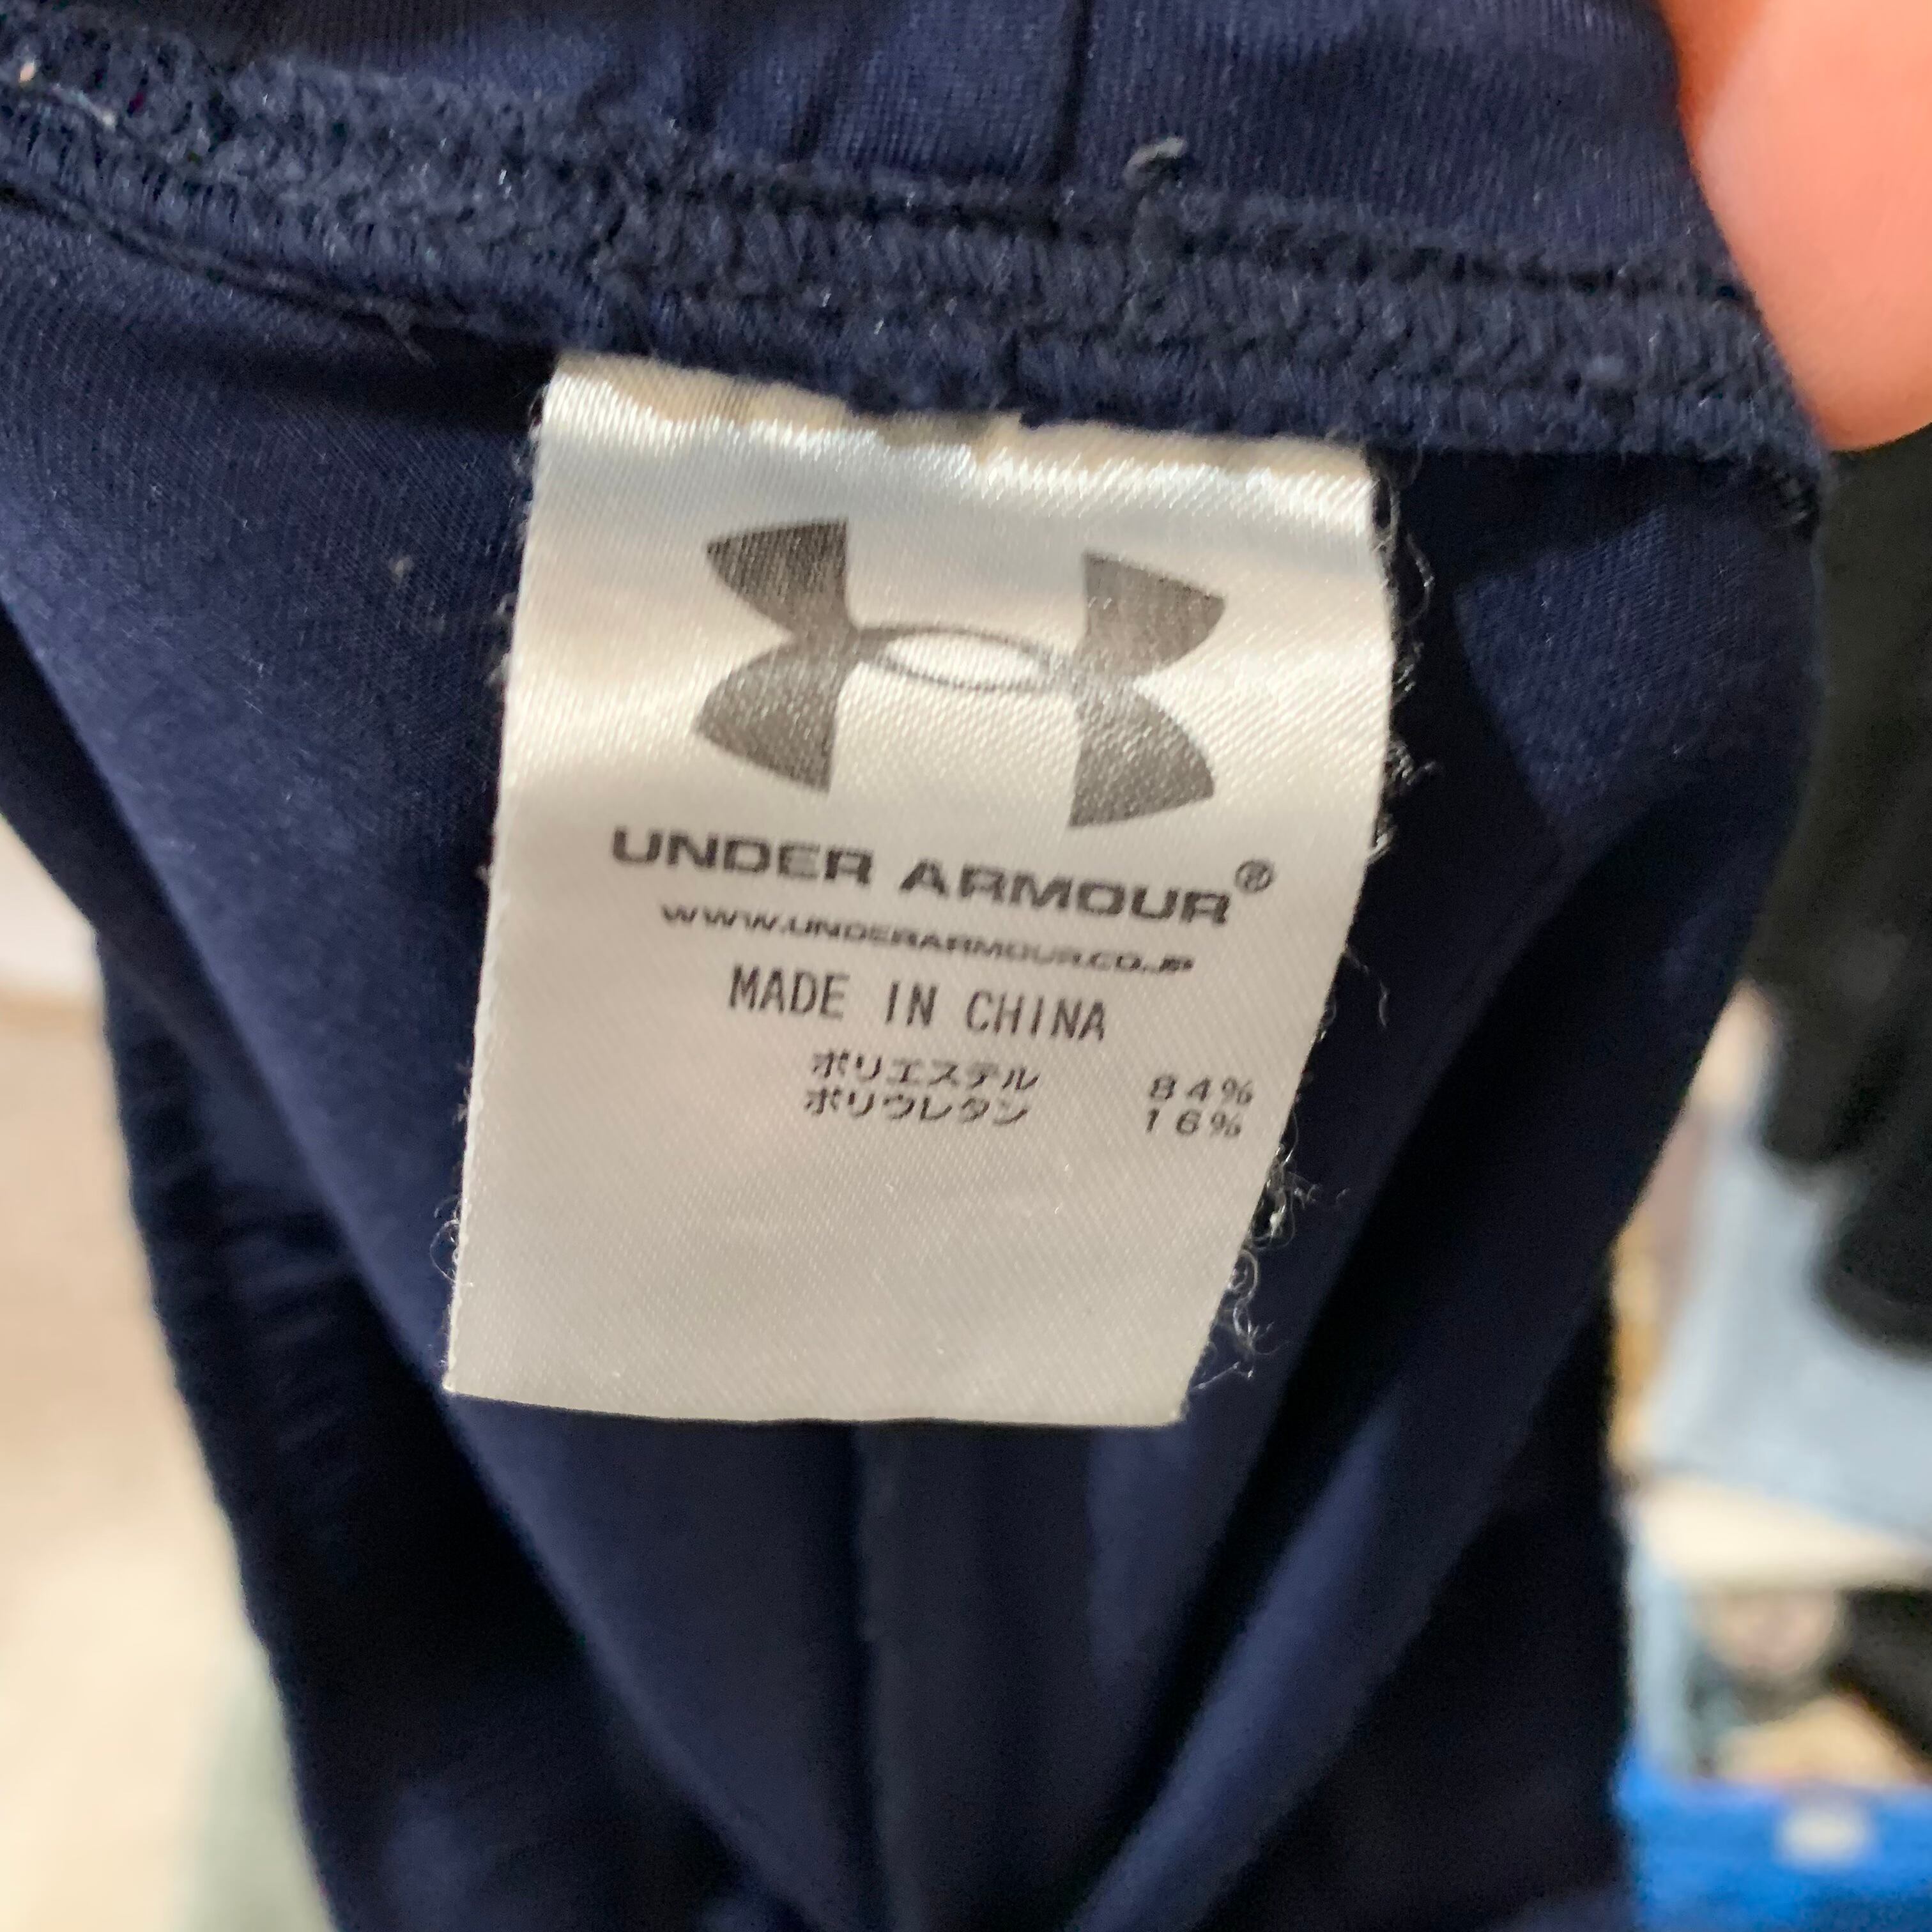 UNDER ARMOUR®
WWW.UNDERARMOUR.CO.JP
MADE IN CHINA
ポリエステル 84%
ポリウレタン 16%